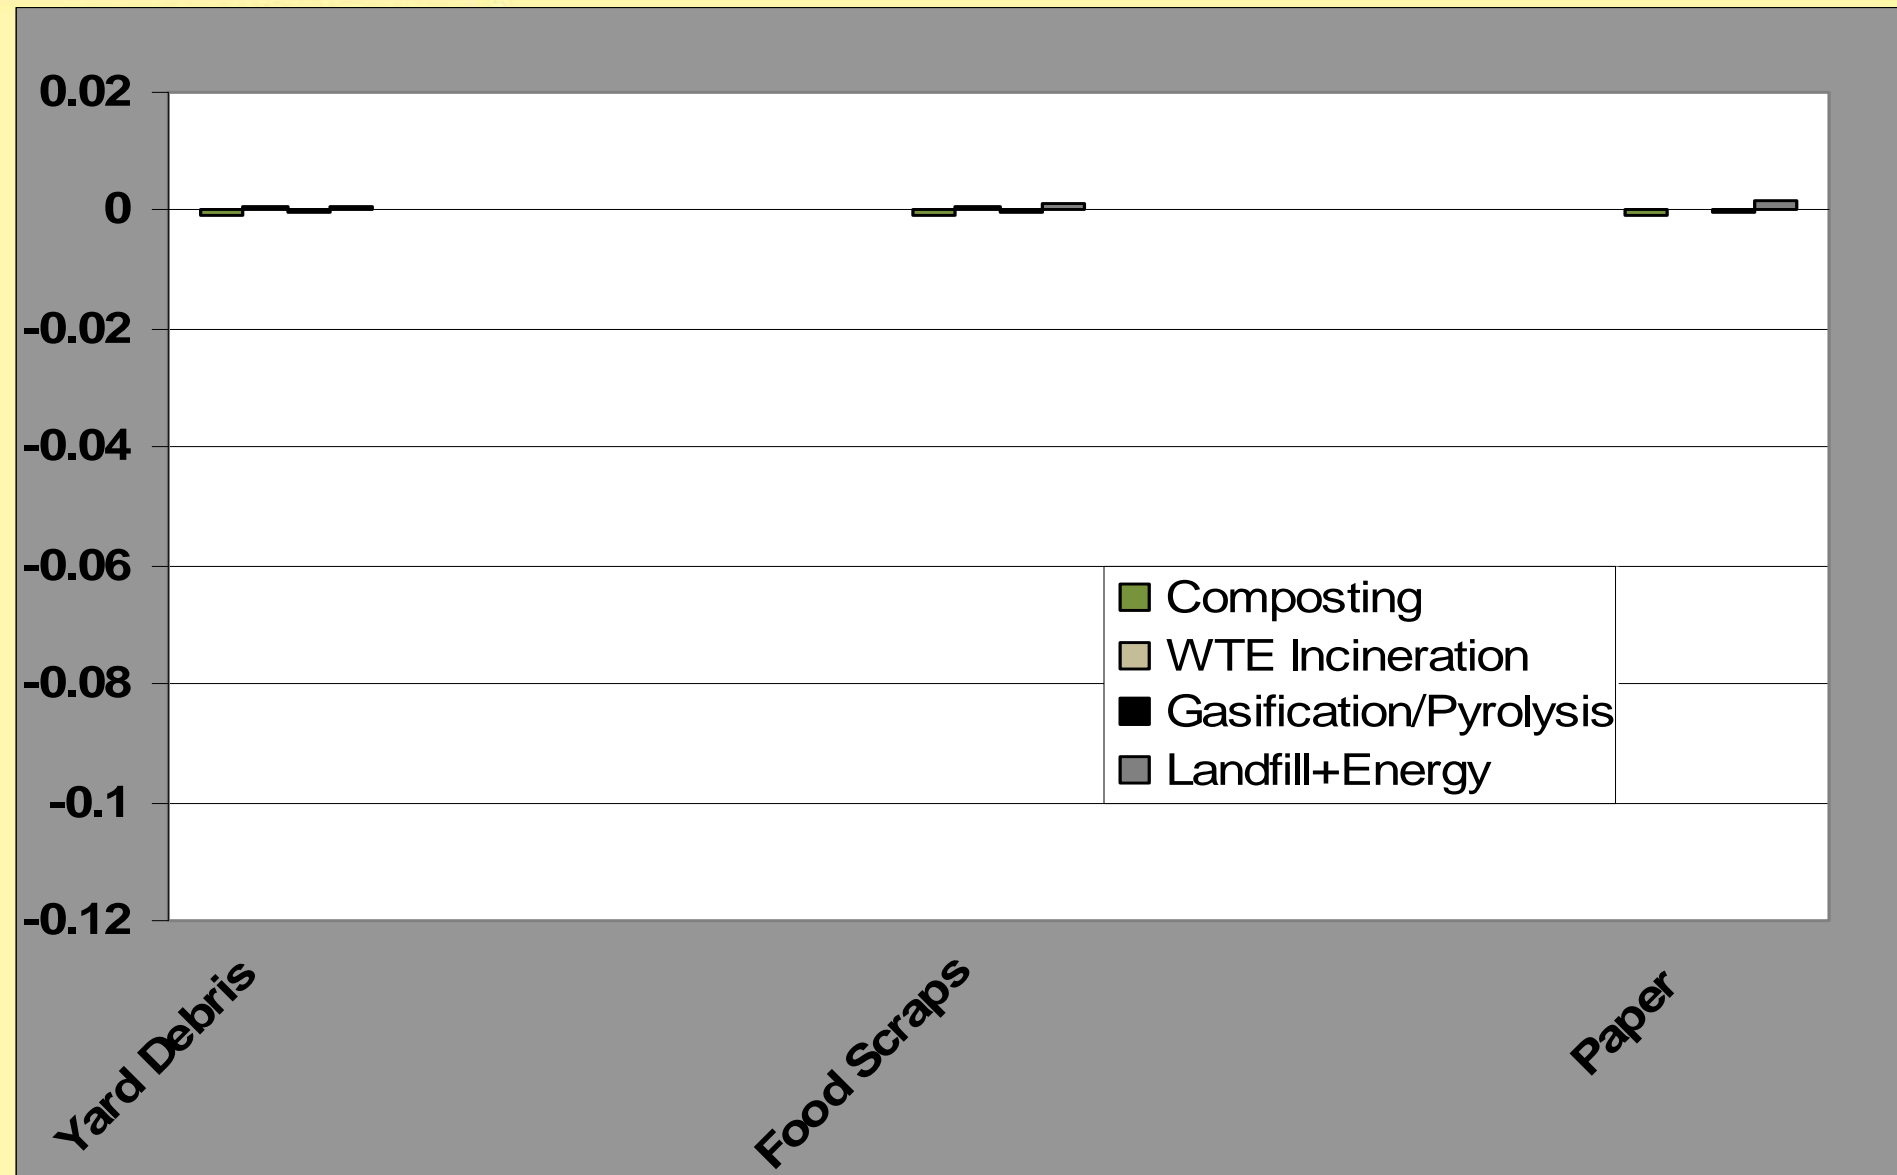 0.02
0
-0.02
-0.04
-0.06
-0.08
-0.1
-0.12
Composting
WTE Incineration
Gasification/Pyrolysis
Landfill+Energy
Yard Debris
Food Scraps
Paper